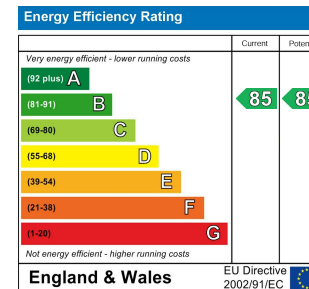 Energy Efficiency Rating
Current
Very energy efficient - lower running costs
(92 plus) A
(81-91) B
85
(69-80) C
(55-68) D
(39-54) E
(21-38) F
(1-20) G
Not energy efficient - higher running costs
England & Wales
EU Directive
2002/91/EC